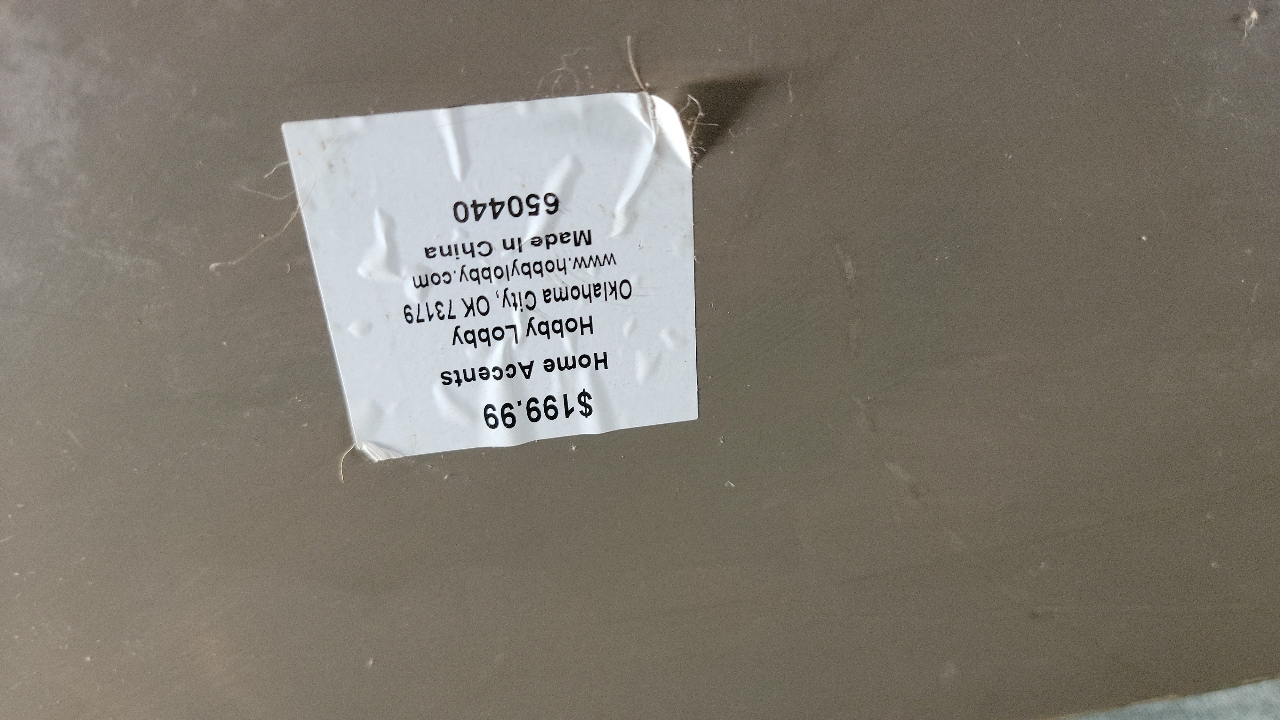 $199.99
Home Accents
Hobby Lobby
Oklahoma City, OK 73179
www.hobbylobby.com
Made In China
650440